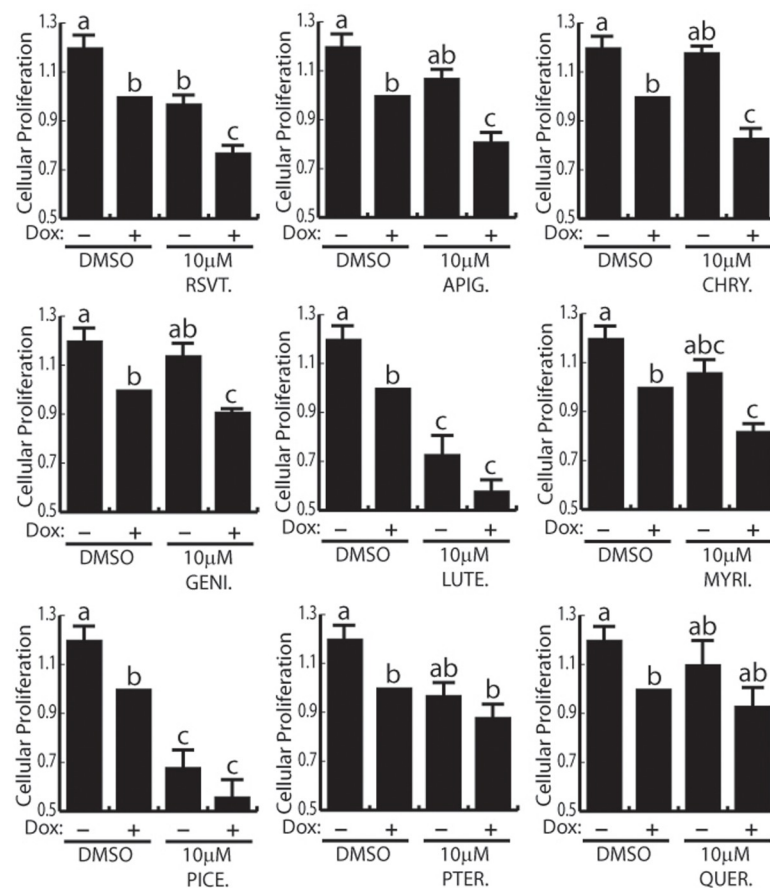 Cellular Proliferation
1.3
1.1
0.9
0.7
0.5
a
b
b
c
Dox: − + − +
DMSO 10μM
RSVT.
Cellular Proliferation
1.3
1.1
0.9
0.7
0.5
a
b
ab
c
− + − +
DMSO 10μM
APIG.
Cellular Proliferation
1.3
1.1
0.9
0.7
0.5
a
b
ab
c
− + − +
DMSO 10μM
CHRY.
Cellular Proliferation
1.3
1.1
0.9
0.7
0.5
a
b
ab
c
Dox: − + − +
DMSO 10μM
GENI.
Cellular Proliferation
1.3
1.1
0.9
0.7
0.5
a
b
c
c
Dox: − + − +
DMSO 10μM
LUTE.
Cellular Proliferation
1.3
1.1
0.9
0.7
0.5
a
b
abc
c
Dox: − + − +
DMSO 10μM
MYRI.
Cellular Proliferation
1.3
1.1
0.9
0.7
0.5
a
b
c
c
Dox: − + − +
DMSO 10μM
PICE.
Cellular Proliferation
1.3
1.1
0.9
0.7
0.5
a
b
ab
b
Dox: − + − +
DMSO 10μM
PTER.
Cellular Proliferation
1.3
1.1
0.9
0.7
0.5
a
b
ab
ab
Dox: − + − +
DMSO 10μM
QUER.